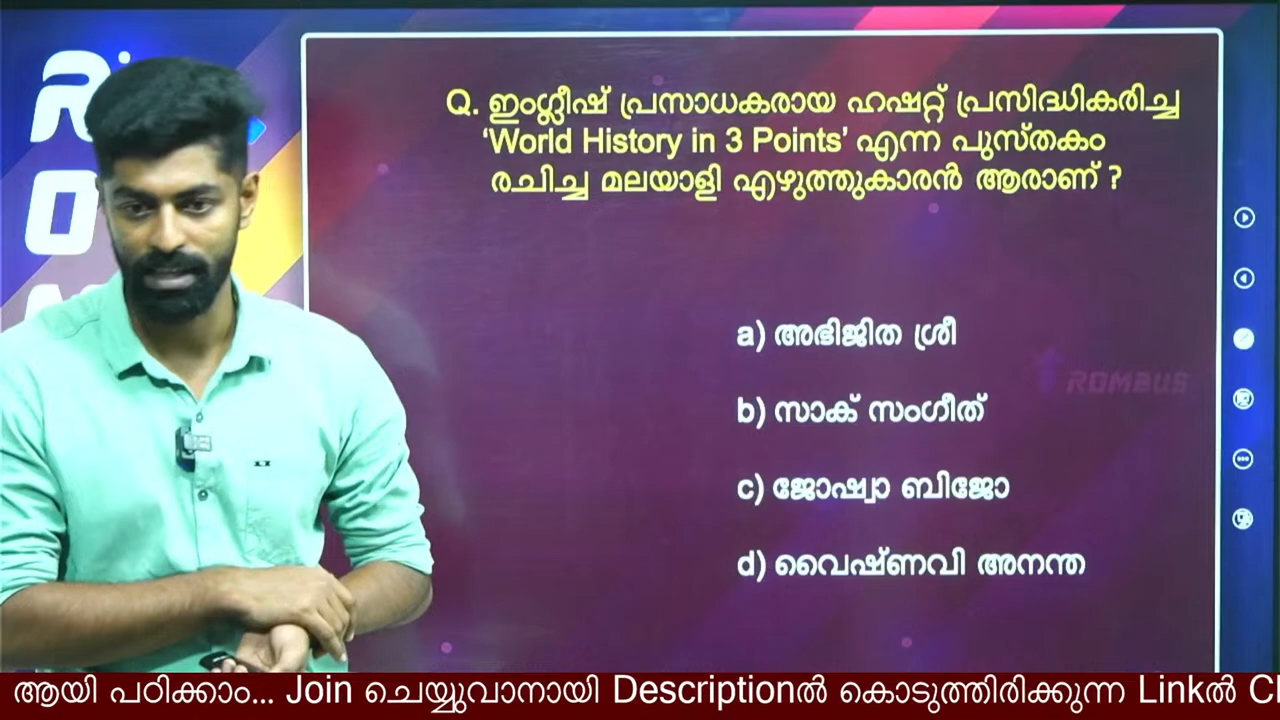 Q. ഇംഗ്ലീഷ് പ്രസാധകരായ ഹഷറ്റ് പ്രസിദ്ധികരിച്ച
‘World History in 3 Points’ എന്ന പുസ്തകം
രചിച്ച മലയാളി എഴുത്തുകാരൻ ആരാണ് ?
a) അഭിജിത ശ്രീ
b) സാക് സംഗീത്
c) ജോഷ്വാ ബിജോ
d) വൈഷ്ണവി അനന്ത
ROMBUS
ആയി പഠിക്കാം... Join ചെയ്യുവാനായി Descriptionൽ കൊടുത്തിരിക്കുന്ന Linkൽ